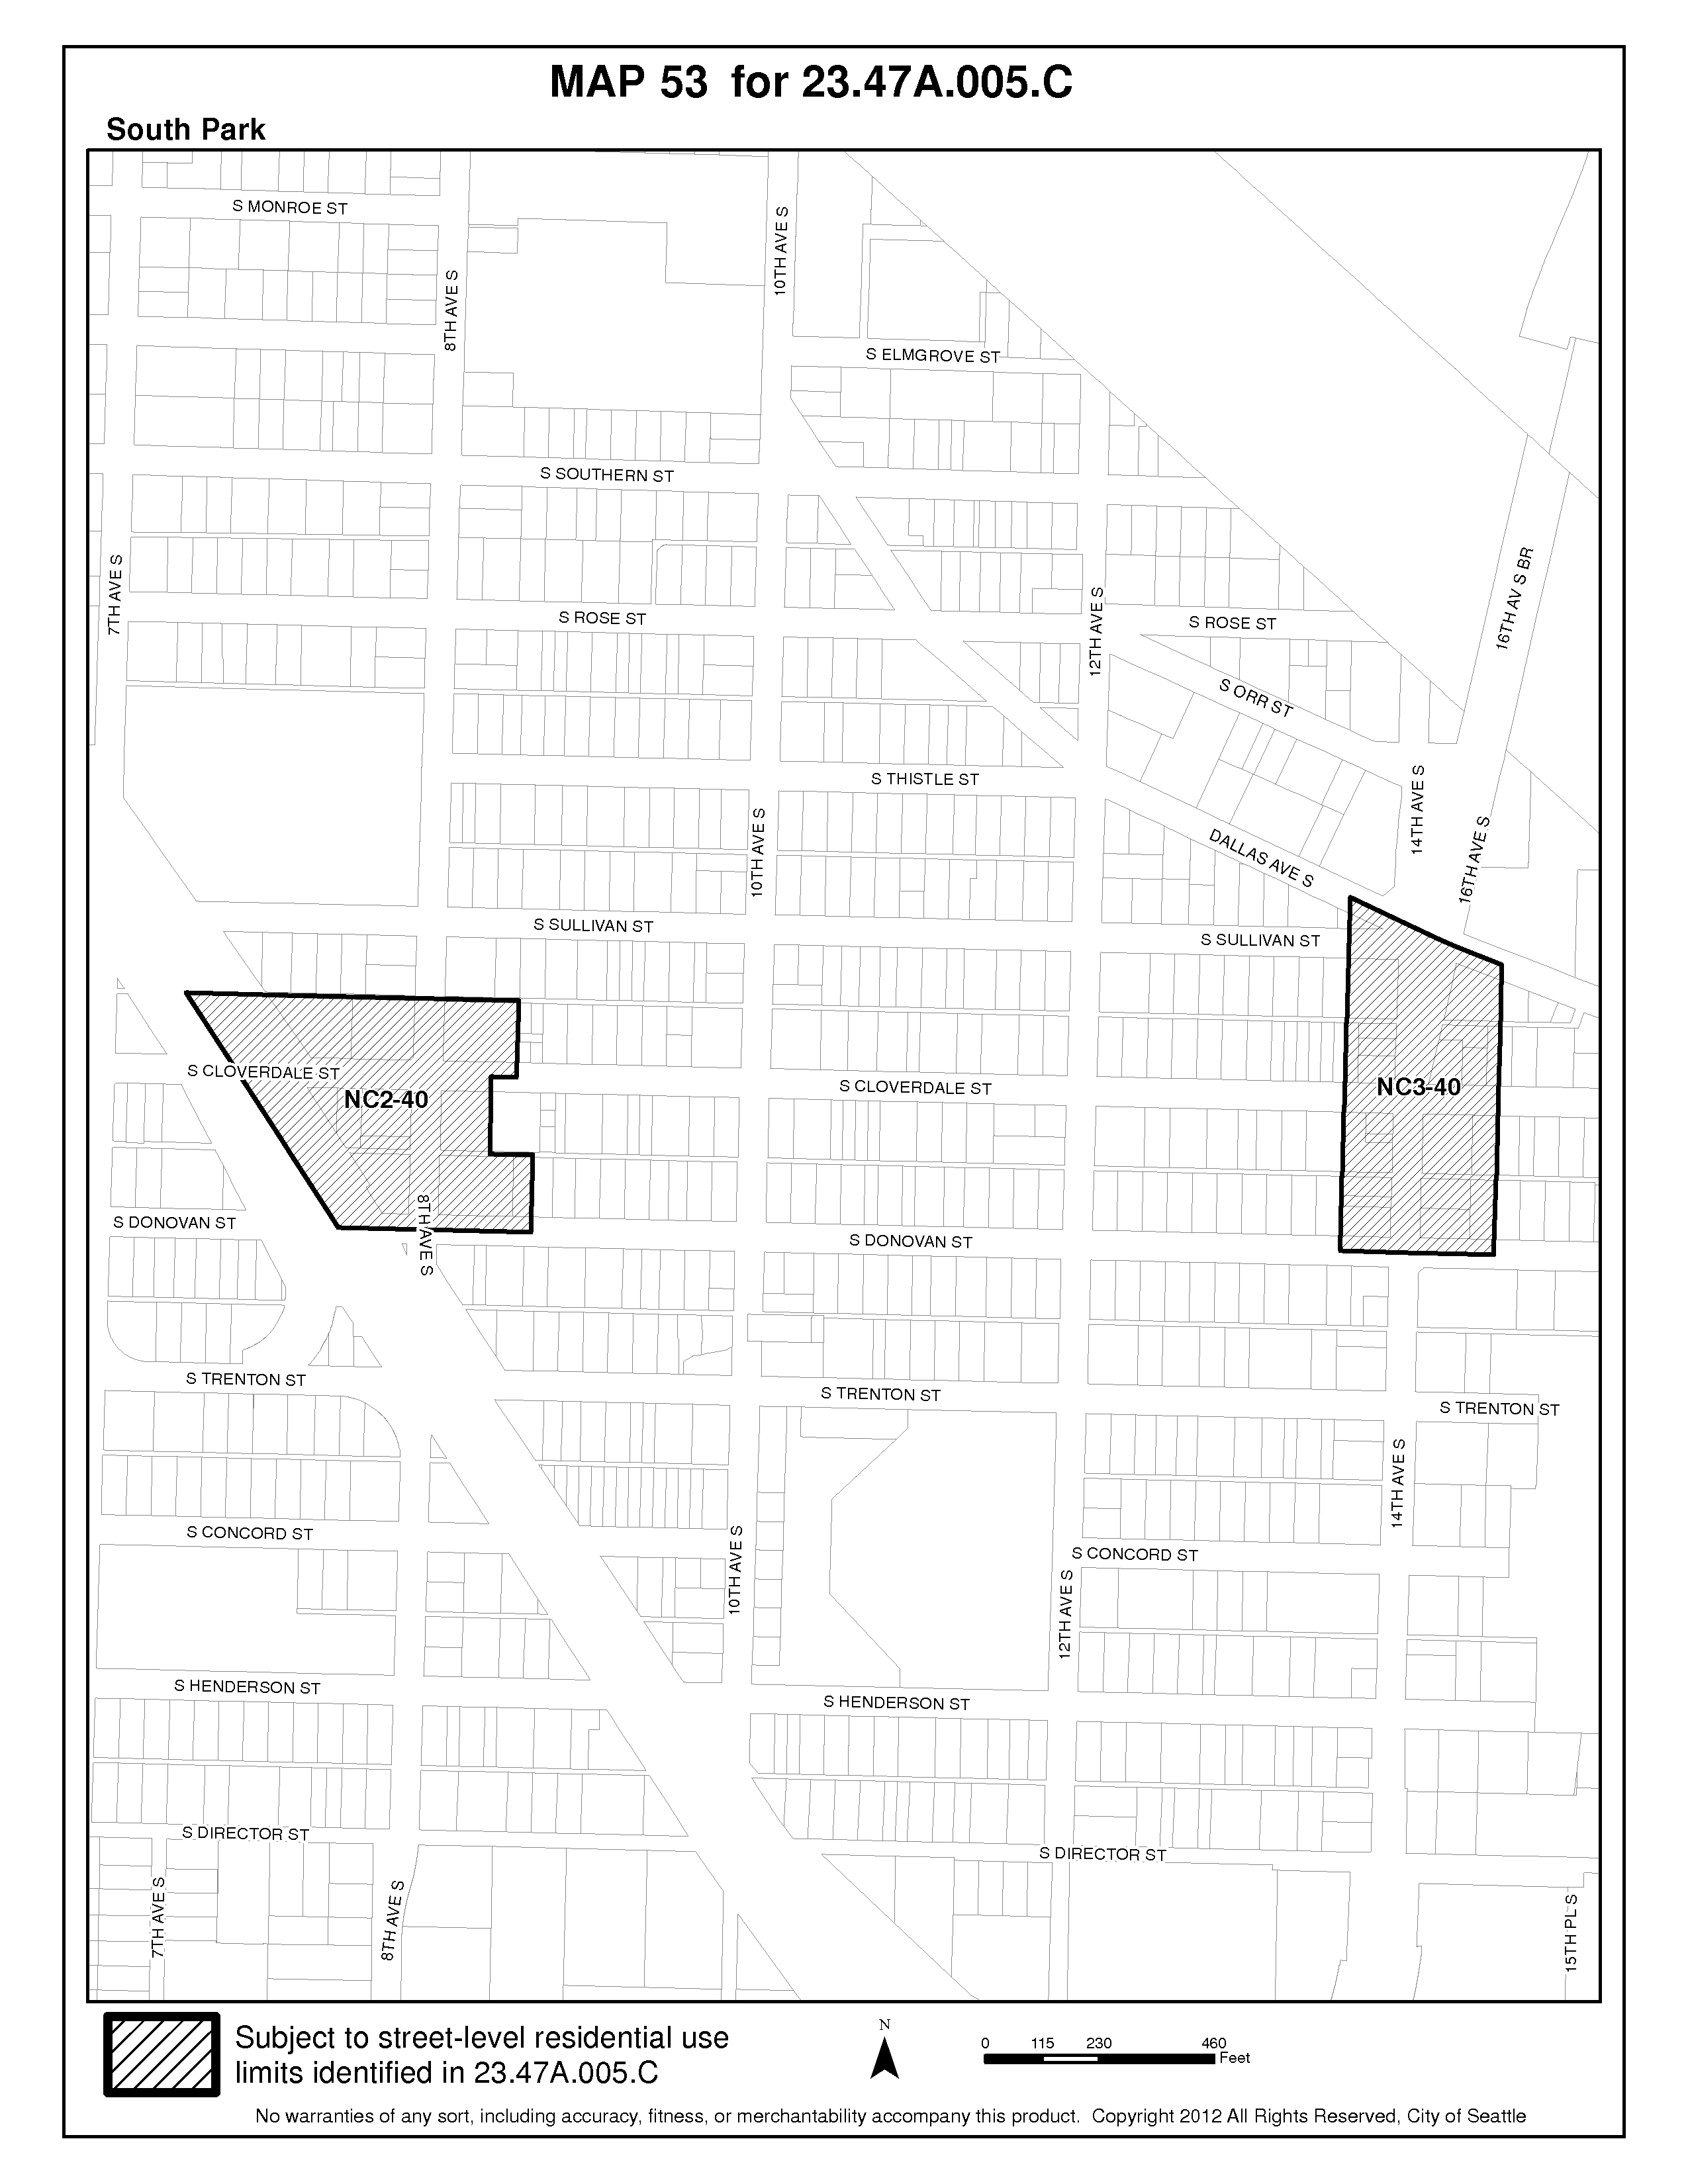 MAP 53 for 23.47A.005.C
South Park
S MONROE ST
8TH AVE S
10TH AVE S
S ELMGROVE ST
S SOUTHERN ST
7TH AVE S
S ROSE ST
12TH AVE S
S ROSE ST
16TH AV S BR
S ORR ST
S THISTLE ST
14TH AVE S
10TH AVE S
DALLAS AVE S
16TH AVE S
S SULLIVAN ST
S SULLIVAN ST
S CLOVERDALE ST
NC2-40
S CLOVERDALE ST
NC3-40
S DONOVAN ST
8TH AVE S
S DONOVAN ST
S TRENTON ST
S TRENTON ST
S TRENTON ST
14TH AVE S
S CONCORD ST
10TH AVE S
S CONCORD ST
12TH AVE S
S HENDERSON ST
S HENDERSON ST
S DIRECTOR ST
S DIRECTOR ST
7TH AVE S
8TH AVE S
15TH PL S
Subject to street-level residential use
limits identified in 23.47A.005.C
N
0 115 230 460
Feet
No warranties of any sort, including accuracy, fitness, or merchantability accompany this product. Copyright 2012 All Rights Reserved, City of Seattle